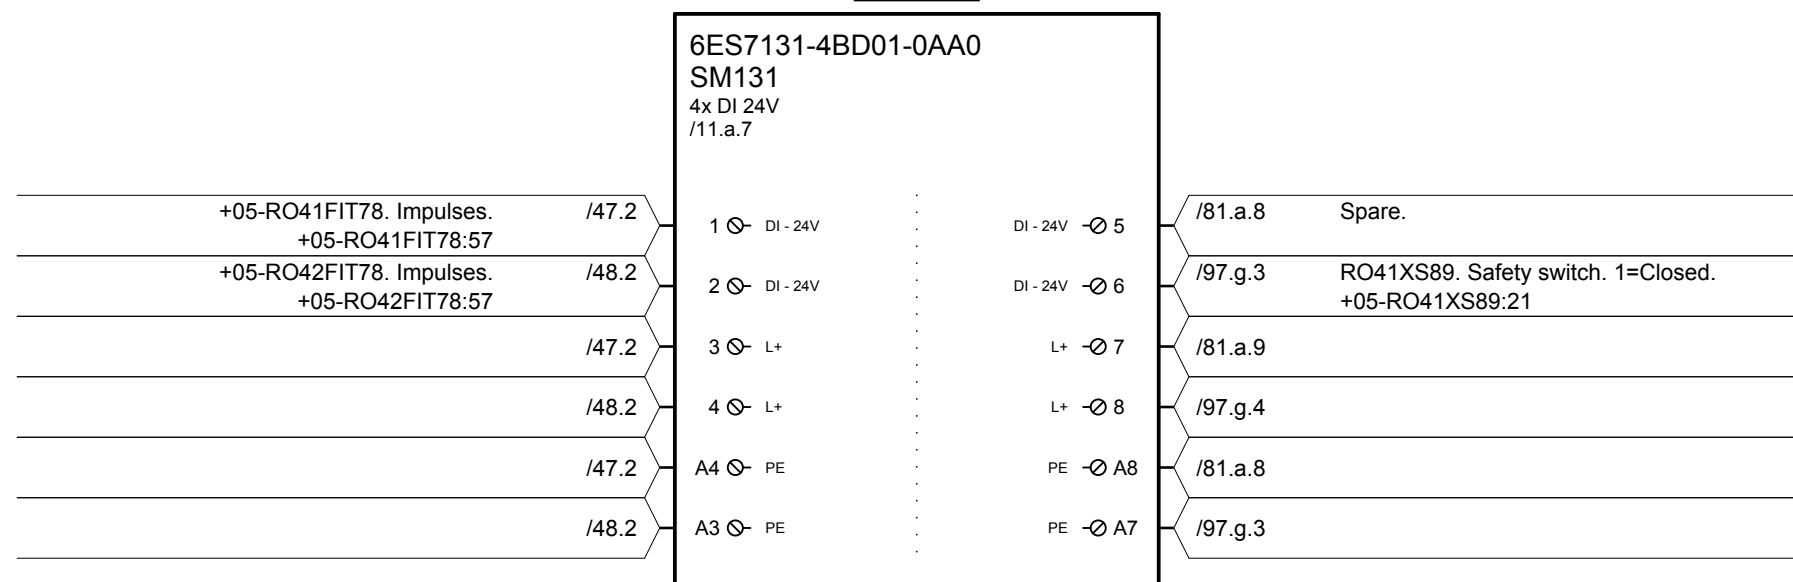 6ES7131-4BD01-0AA0
SM131
4x DI 24V
/11.a.7
+05-RO41FIT78. Impulses. /47.2 1 DI - 24V DI - 24V 5 /81.a.8 Spare.
+05-RO41FIT78:57
+05-RO42FIT78. Impulses. /48.2 2 DI - 24V DI - 24V 6 /97.g.3 RO41XS89. Safety switch. 1=Closed.
+05-RO42FIT78:57 +05-RO41XS89:21
/47.2 3 L+ L+ 7 /81.a.9
/48.2 4 L+ L+ 8 /97.g.4
/47.2 A4 PE PE A8 /81.a.8
/48.2 A3 PE PE A7 /97.g.3